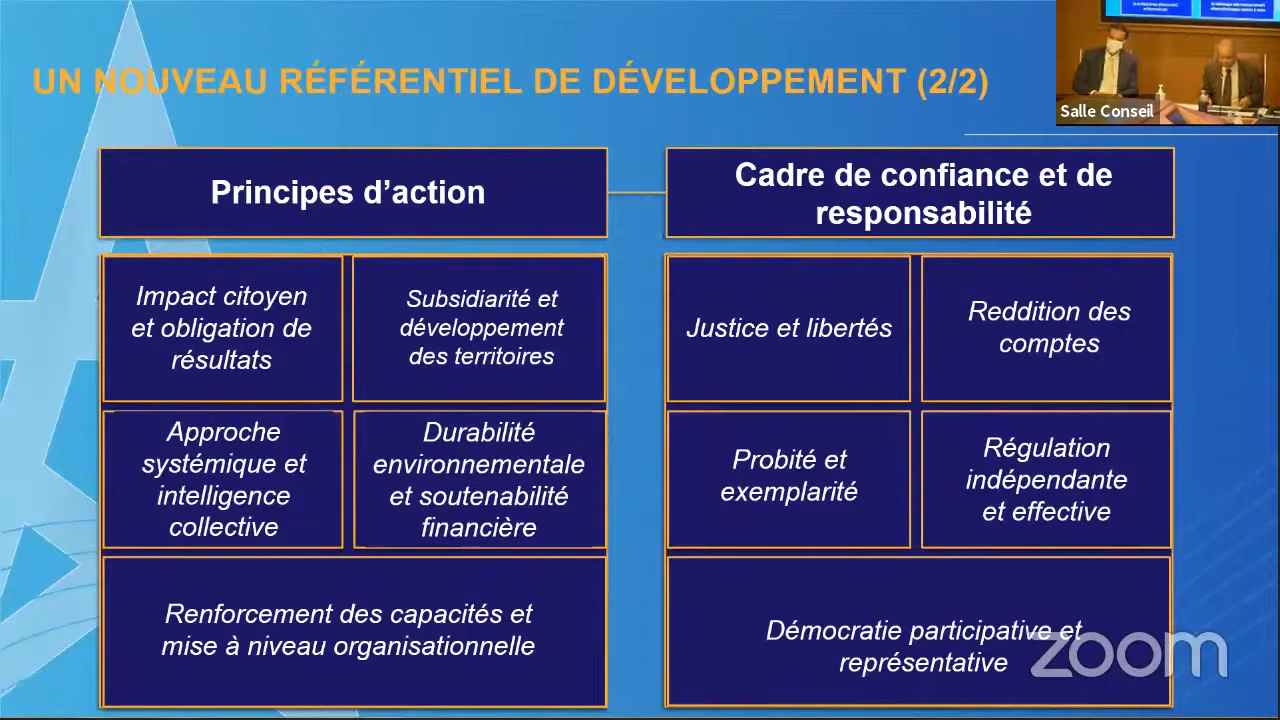 UN NOUVEAU RÉFÉRENTIEL DE DÉVELOPPEMENT (2/2)
Salle Conseil
Principes d’action
Cadre de confiance et de
responsabilité
Impact citoyen
et obligation de
résultats
Subsidiarité et
développement
des territoires
Justice et libertés
Reddition des
comptes
Approche
systémique et
intelligence
collective
Durabilité
environnementale
et soutenabilité
financière
Probité et
exemplarité
Régulation
indépendante
et effective
Renforcement des capacités et
mise à niveau organisationnelle
Démocratie participative et
représentative
zoom